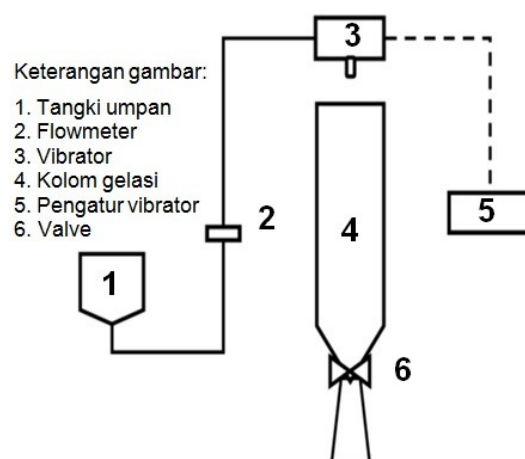 Keterangan gambar:
1. Tangki umpan
2. Flowmeter
3. Vibrator
4. Kolom gelasi
5. Pengatur vibrator
6. Valve
3
2
4
5
1
6